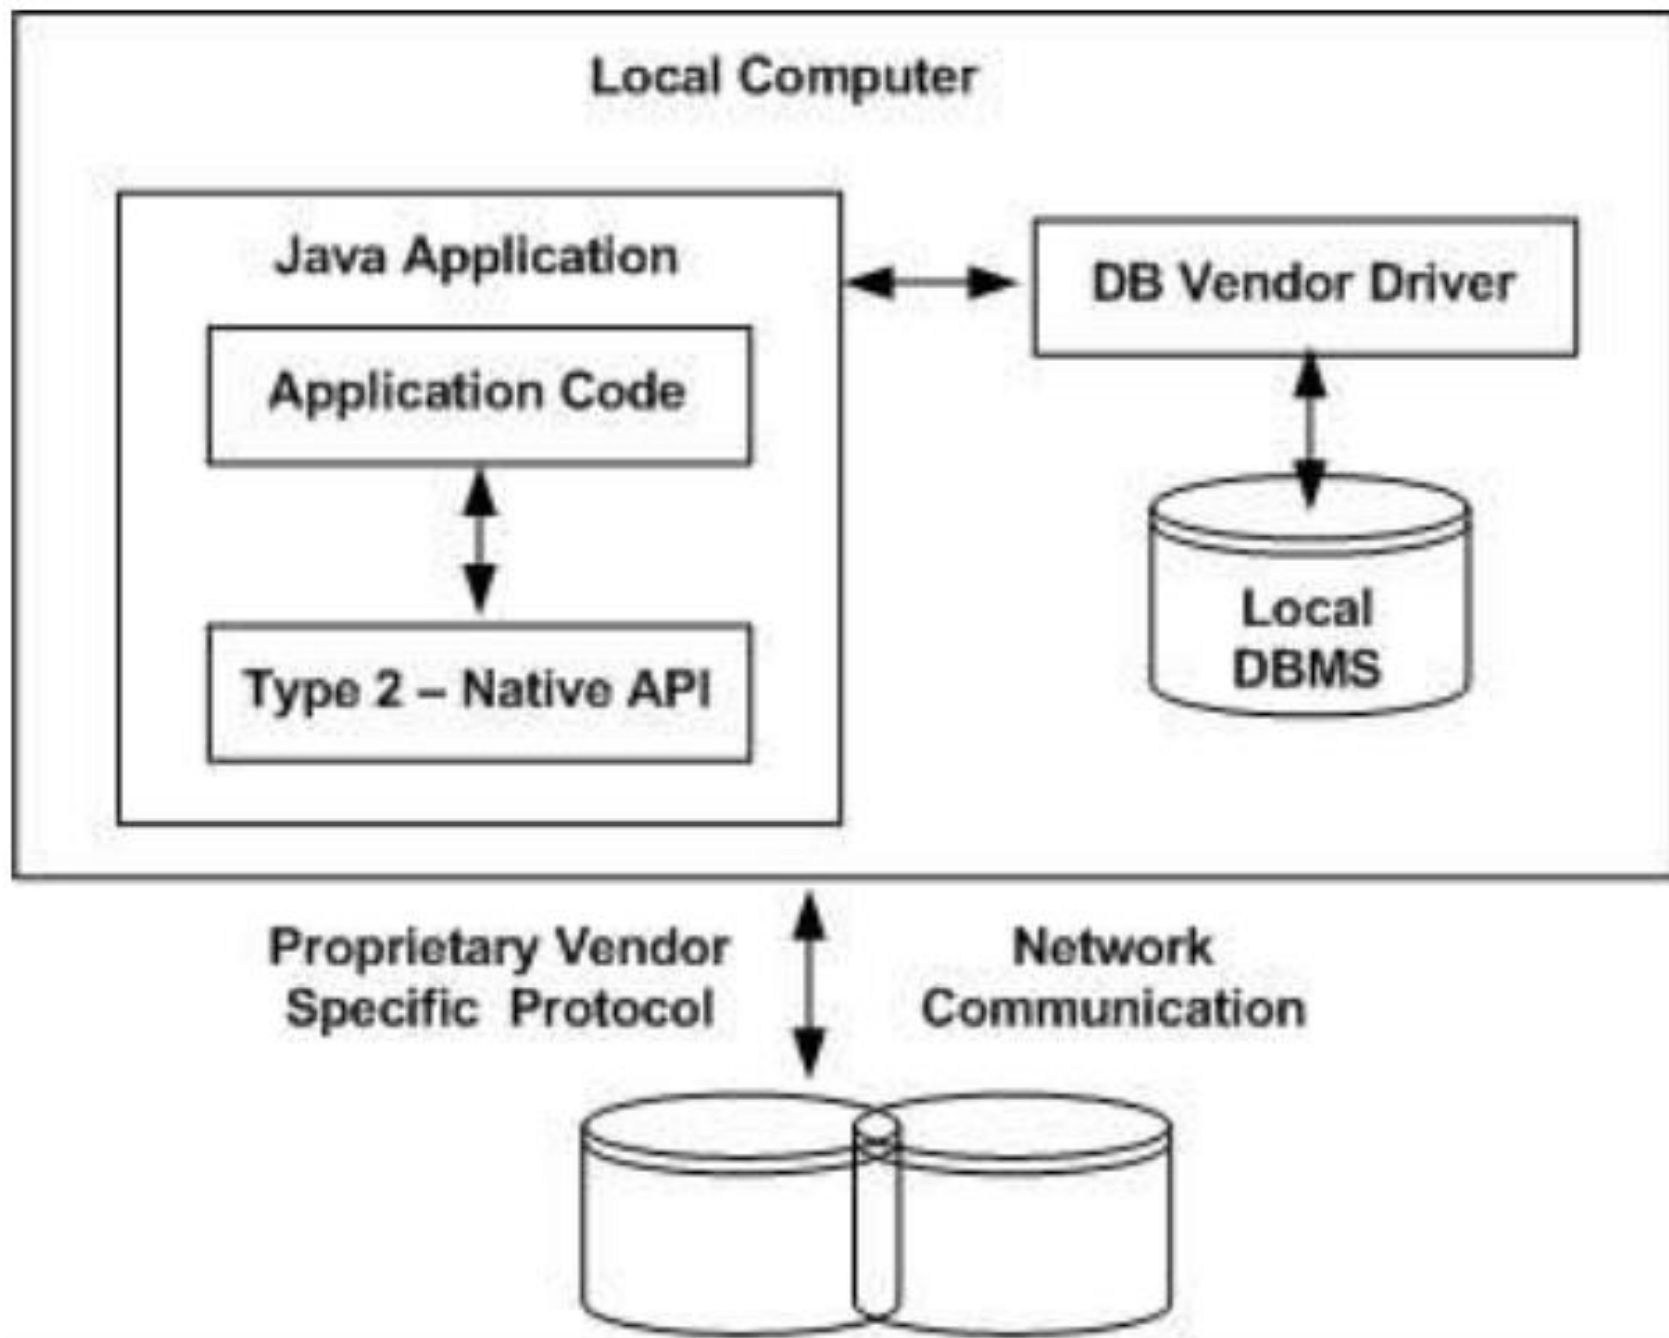 Local Computer
Java Application
Application Code
Type 2 – Native API
DB Vendor Driver
Local
DBMS
Proprietary Vendor
Specific Protocol
Network
Communication